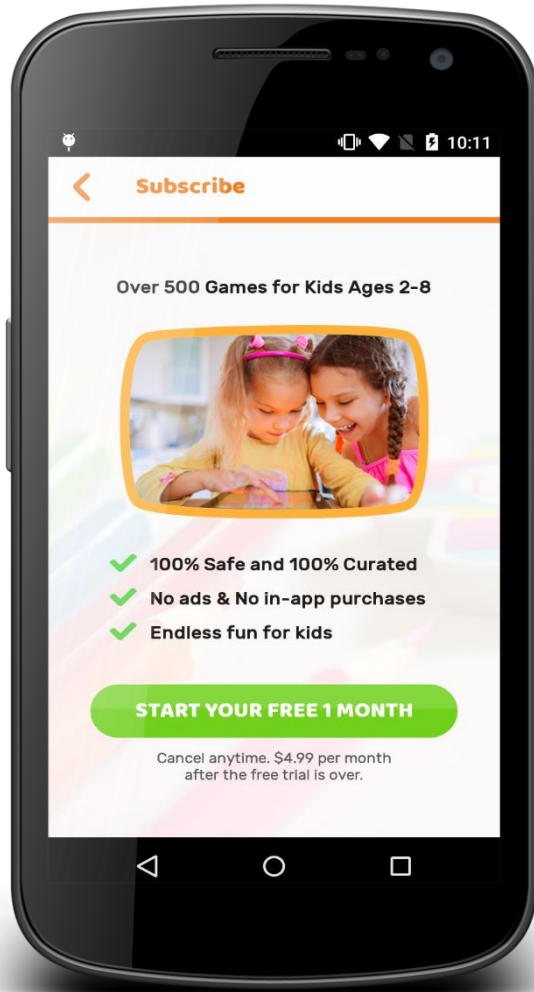 10:11
Subscribe
Over 500 Games for Kids Ages 2-8
100% Safe and 100% Curated
No ads & No in-app purchases
Endless fun for kids
START YOUR FREE 1 MONTH
Cancel anytime. $4.99 per month
after the free trial is over.